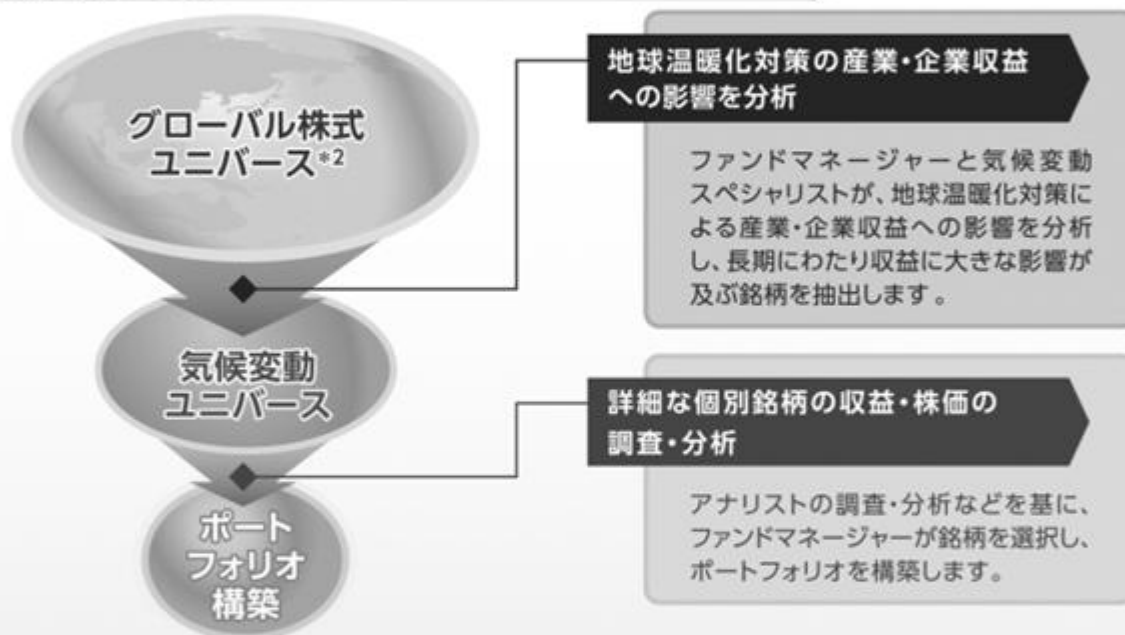 グローバル株式
ユニバース*2
地球温暖化対策の産業・企業収益
への影響を分析
ファンドマネージャーと気候変動
スペシャリストが、地球温暖化対策に
よる産業・企業収益への影響を分析
し、長期にわたり収益に大きな影響が
及ぶ銘柄を抽出します。
気候変動
ユニバース
詳細な個別銘柄の収益・株価の
調査・分析
アナリストの調査・分析などを基に、
ファンドマネージャーが銘柄を選択し、
ポートフォリオを構築します。
ポート
フォリオ
構築